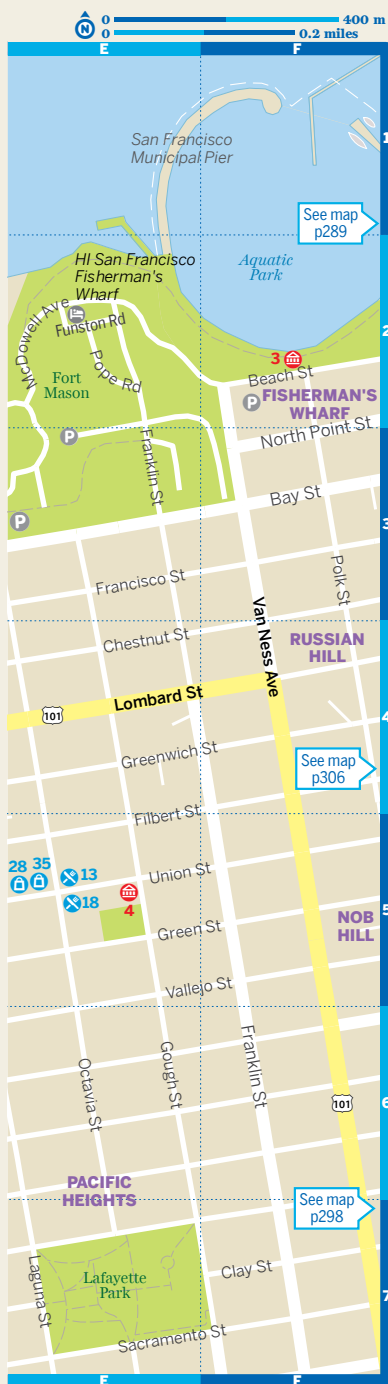 N
0 400 m
0 0.2 miles
E F
San Francisco
Municipal Pier
1
See map
p289
HI San Francisco
Fisherman's
Wharf
Aquatic
Park
McDowell Ave
Funston Rd
2
Pope Rd
Fort
Mason
3
Beach St
P
FISHERMAN'S
WHARF
P
Franklin St
North Point St
P
Bay St
3
Francisco St
Polk St
Chestnut St
Van Ness Ave
RUSSIAN
HILL
Lombard St
101
4
Greenwich St
See map
p306
Filbert St
28 35 13
Union St
18
4
5
Green St
NOB
HILL
Vallejo St
Octavia St
Gough St
Franklin St
101
6
PACIFIC
HEIGHTS
See map
p298
Laguna St
Lafayette
Park
Clay St
7
Sacramento St
E F